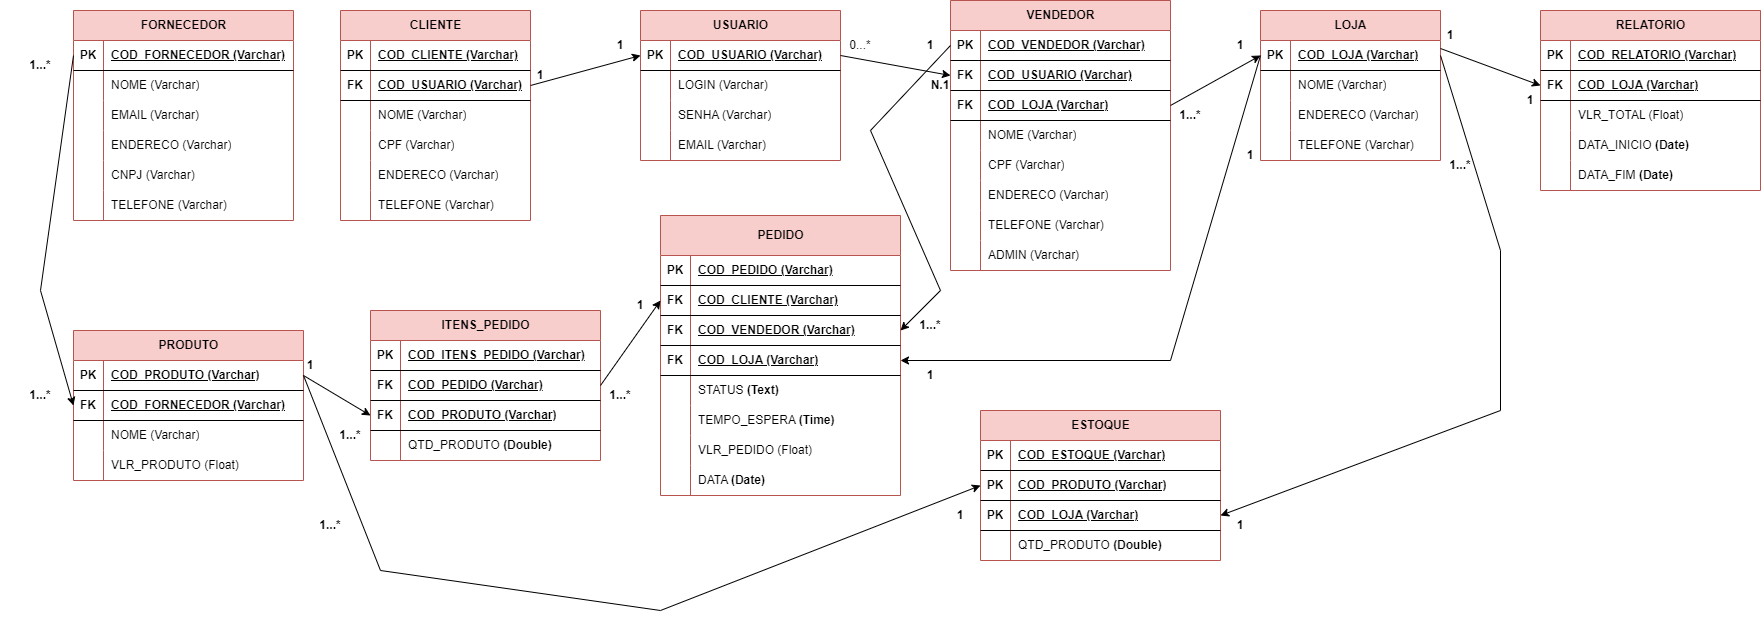 FORNECEDOR
PK COD_FORNECEDOR (Varchar)
NOME (Varchar)
EMAIL (Varchar)
ENDERECO (Varchar)
CNPJ (Varchar)
TELEFONE (Varchar)
1...*
CLIENTE
PK COD_CLIENTE (Varchar)
FK COD_USUARIO (Varchar)
NOME (Varchar)
CPF (Varchar)
ENDERECO (Varchar)
TELEFONE (Varchar)
1
1
USUARIO
PK COD_USUARIO (Varchar)
LOGIN (Varchar)
SENHA (Varchar)
EMAIL (Varchar)
0...*
N.1
1
VENDEDOR
PK COD_VENDEDOR (Varchar)
FK COD_USUARIO (Varchar)
FK COD_LOJA (Varchar)
NOME (Varchar)
CPF (Varchar)
ENDERECO (Varchar)
TELEFONE (Varchar)
ADMIN (Varchar)
1...*
1
LOJA
PK COD_LOJA (Varchar)
NOME (Varchar)
ENDERECO (Varchar)
TELEFONE (Varchar)
1
1...*
1
1
RELATORIO
PK COD_RELATORIO (Varchar)
FK COD_LOJA (Varchar)
VLR_TOTAL (Float)
DATA_INICIO (Date)
DATA_FIM (Date)
PRODUTO
PK COD_PRODUTO (Varchar)
FK COD_FORNECEDOR (Varchar)
NOME (Varchar)
VLR_PRODUTO (Float)
1...*
1
1...*
1...*
ITENS_PEDIDO
PK COD_ITENS_PEDIDO (Varchar)
FK COD_PEDIDO (Varchar)
FK COD_PRODUTO (Varchar)
QTD_PRODUTO (Double)
1
1...*
PEDIDO
PK COD_PEDIDO (Varchar)
FK COD_CLIENTE (Varchar)
FK COD_VENDEDOR (Varchar)
FK COD_LOJA (Varchar)
STATUS (Text)
TEMPO_ESPERA (Time)
VLR_PEDIDO (Float)
DATA (Date)
1...*
1
ESTOQUE
PK COD_ESTOQUE (Varchar)
PK COD_PRODUTO (Varchar)
PK COD_LOJA (Varchar)
QTD_PRODUTO (Double)
1
1